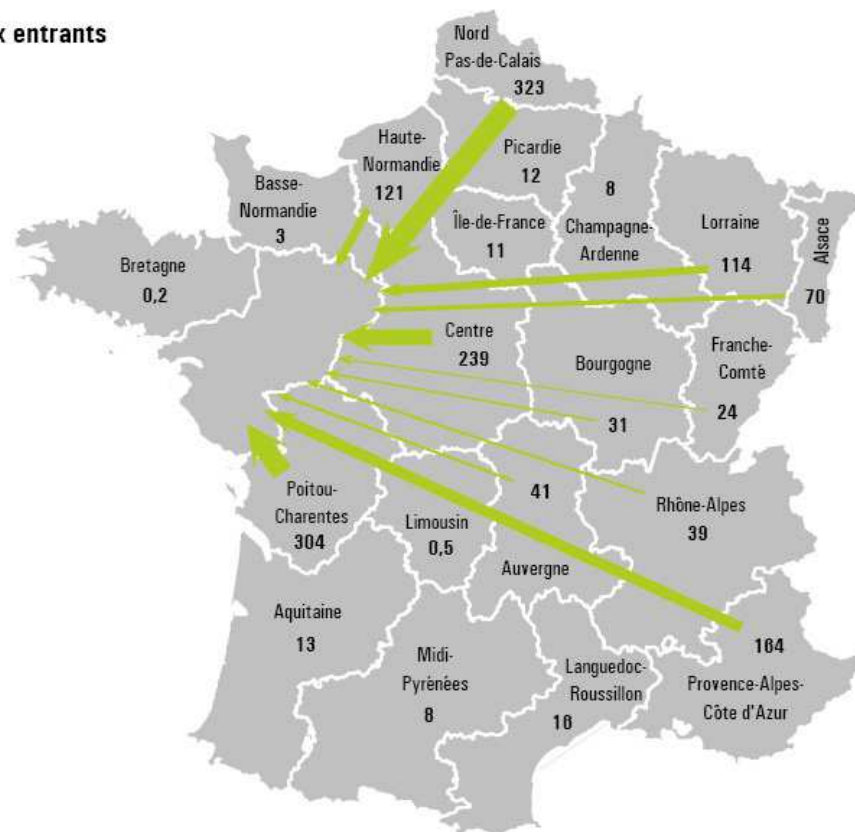 x entrants
Nord
Pas-de-Calais
323
Haute-
Normandie
121
Picardie
12
Basse-
Normandie
3
Île-de-France
11
8
Champagne-
Ardenne
Lorraine
114
Alsace
70
Bretagne
0,2
Centre
239
Bourgogne
31
Franche-
Comté
24
Poitou-
Charentes
304
Limousin
0,5
41
Auvergne
Rhône-Alpes
39
Aquitaine
13
Midi-
Pyrénées
8
Languedoc-
Roussillon
16
164
Provence-Alpes-
Côte d'Azur